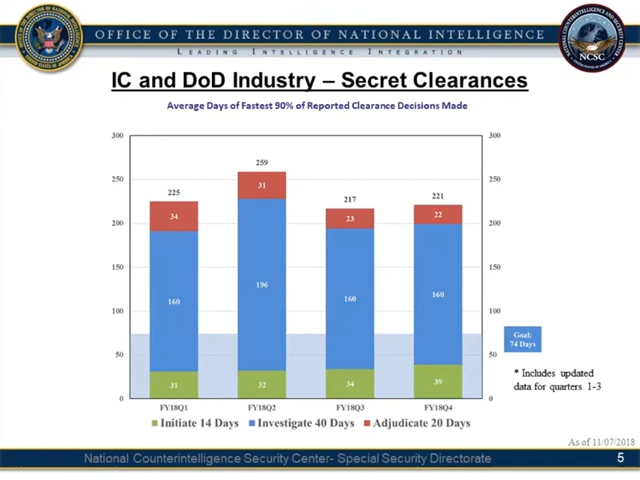 OFFICE OF THE DIRECTOR OF NATIONAL INTELLIGENCE
LEADING INTELLIGENCE INTEGRATION
NCSC
IC and DoD Industry – Secret Clearances
Average Days of Fastest 90% of Reported Clearance Decisions Made
300 300
250 250
200 200
150 150
100 100
50 50
0 0
225 259 217 221
34 31 23 22
160 196 160 160
31 32 34 39
FY18Q1 FY18Q2 FY18Q3 FY18Q4
Goal:
74 Days
* Includes updated
data for quarters 1-3
Initiate 14 Days Investigate 40 Days Adjudicate 20 Days
As of 11/07/2018
National Counterintelligence Security Center- Special Security Directorate 5